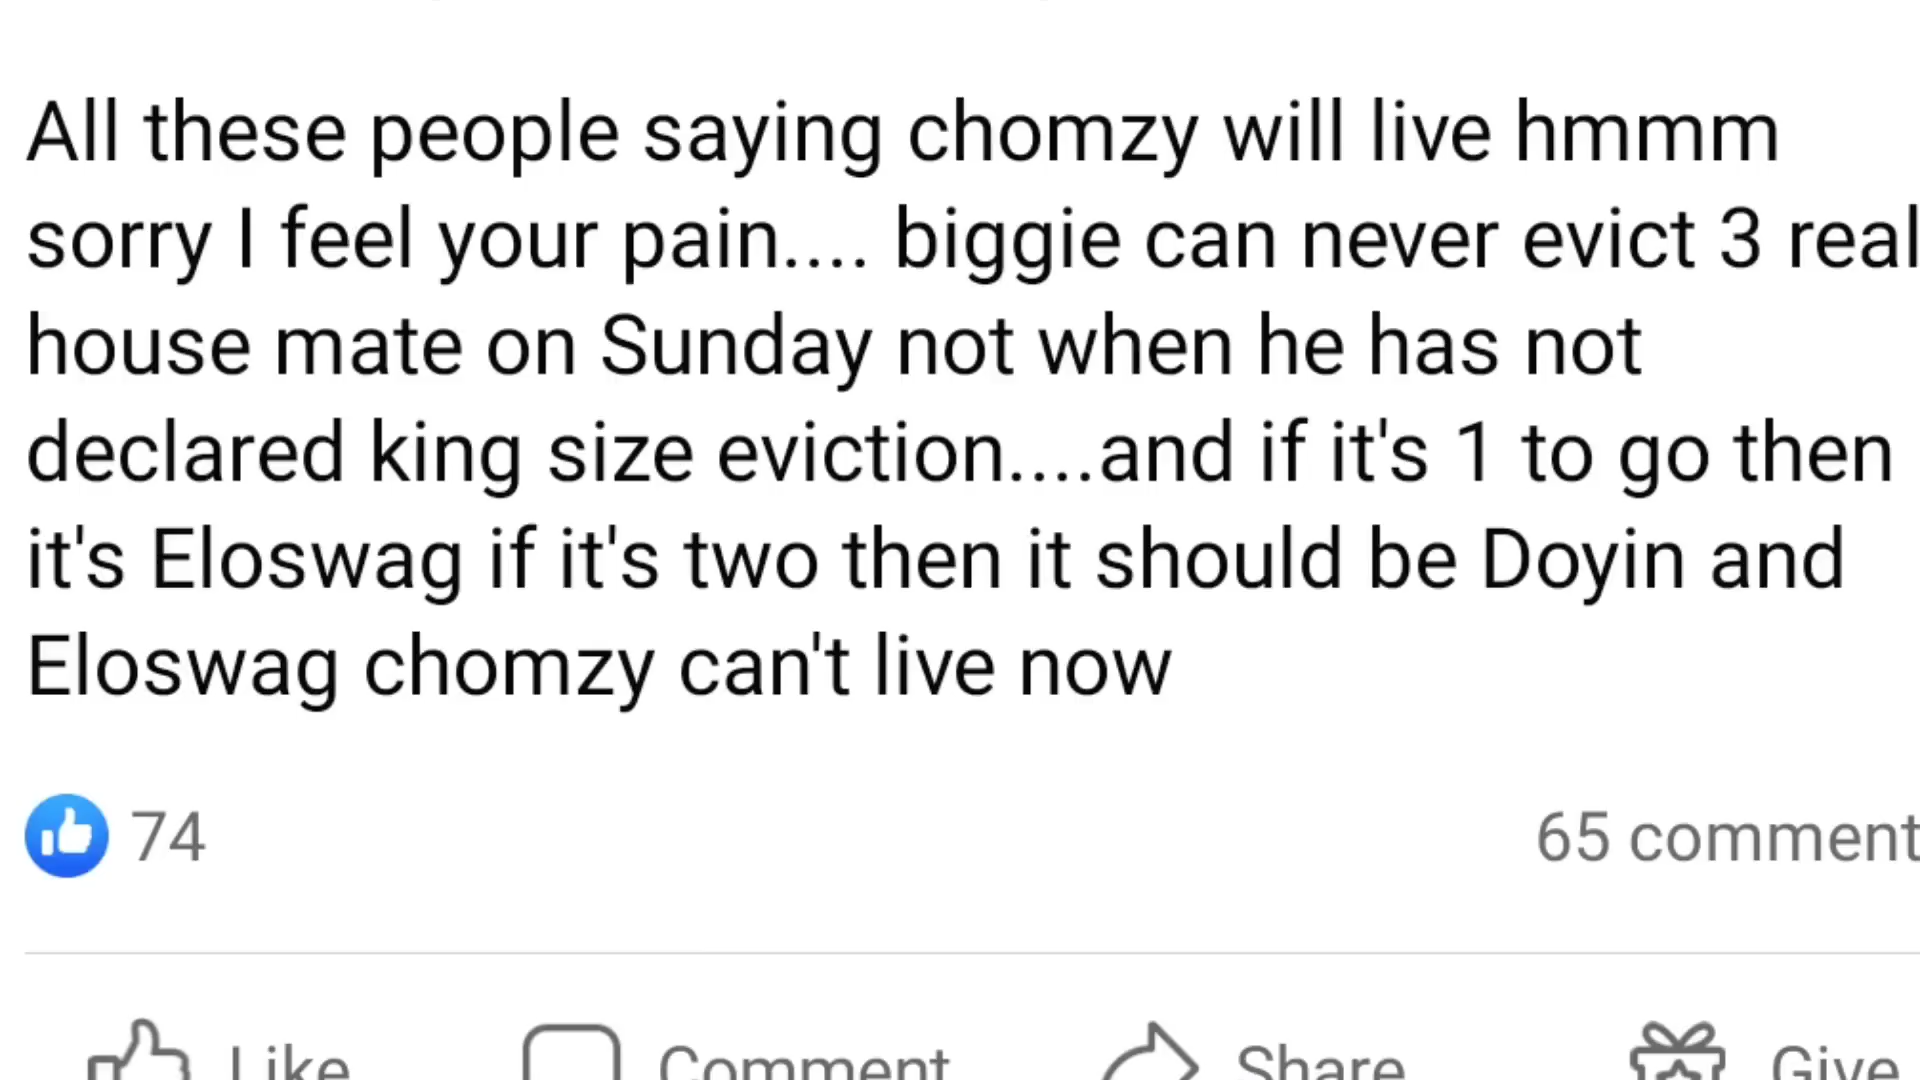 All these people saying chomzy will live hmmm
sorry I feel your pain.... biggie can never evict 3 real
house mate on Sunday not when he has not
declared king size eviction....and if it's 1 to go then
it's Eloswag if it's two then it should be Doyin and
Eloswag chomzy can't live now
74
65 comment
Like
Comment
Share
Give